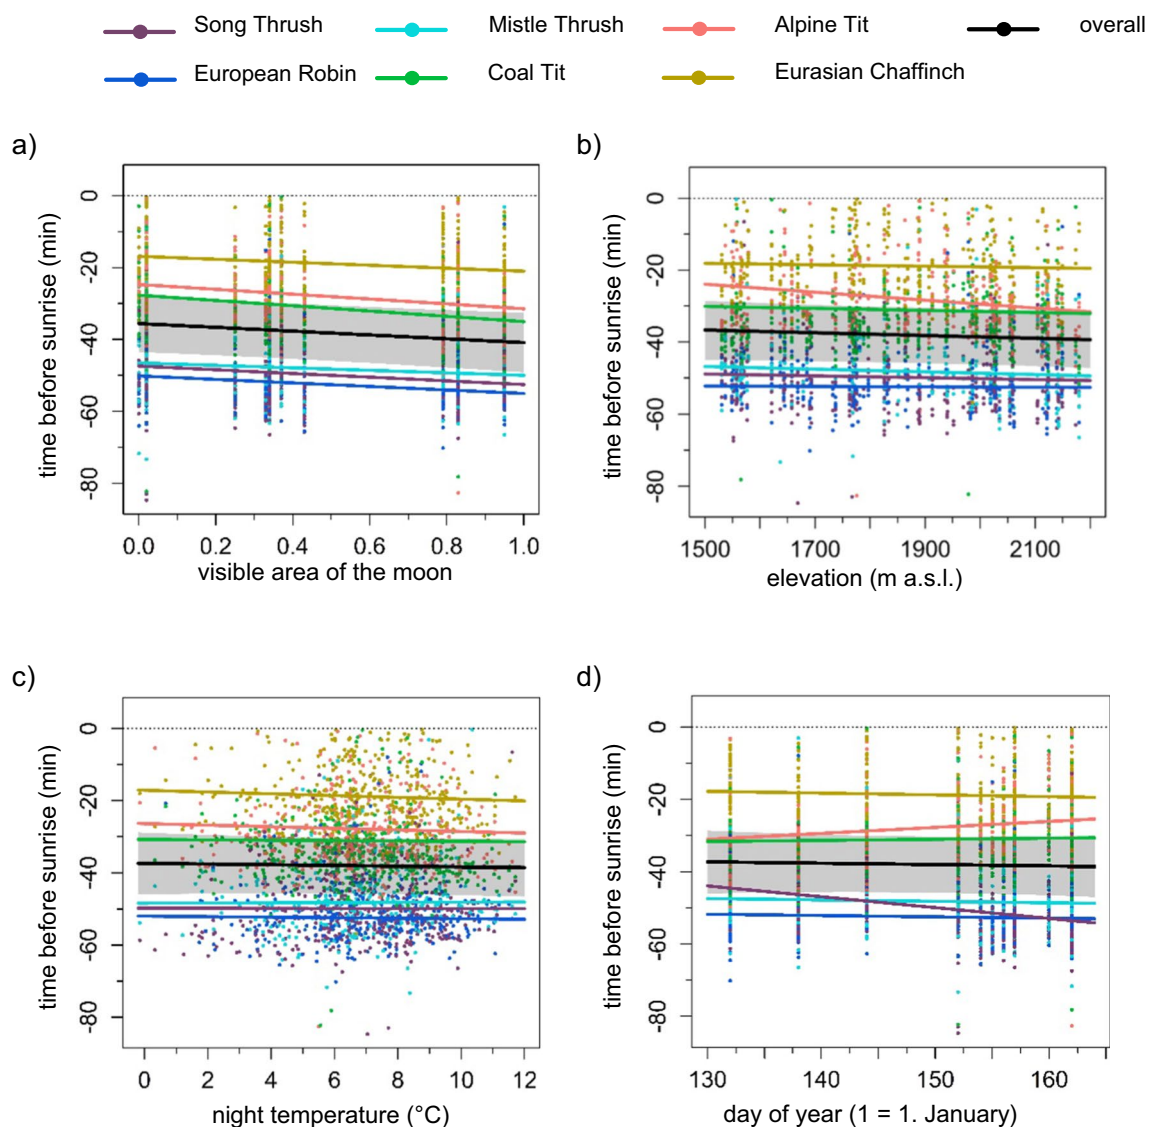 Song Thrush Mistle Thrush Alpine Tit overall
European Robin Coal Tit Eurasian Chaffinch
a)
time before sunrise (min)
0
-20
-40
-60
-80
0.0 0.2 0.4 0.6 0.8 1.0
visible area of the moon
b)
time before sunrise (min)
0
-20
-40
-60
-80
1500 1700 1900 2100
elevation (m a.s.l.)
c)
time before sunrise (min)
0
-20
-40
-60
-80
0 2 4 6 8 10 12
night temperature (°C)
d)
time before sunrise (min)
0
-20
-40
-60
-80
130 140 150 160
day of year (1 = 1. January)